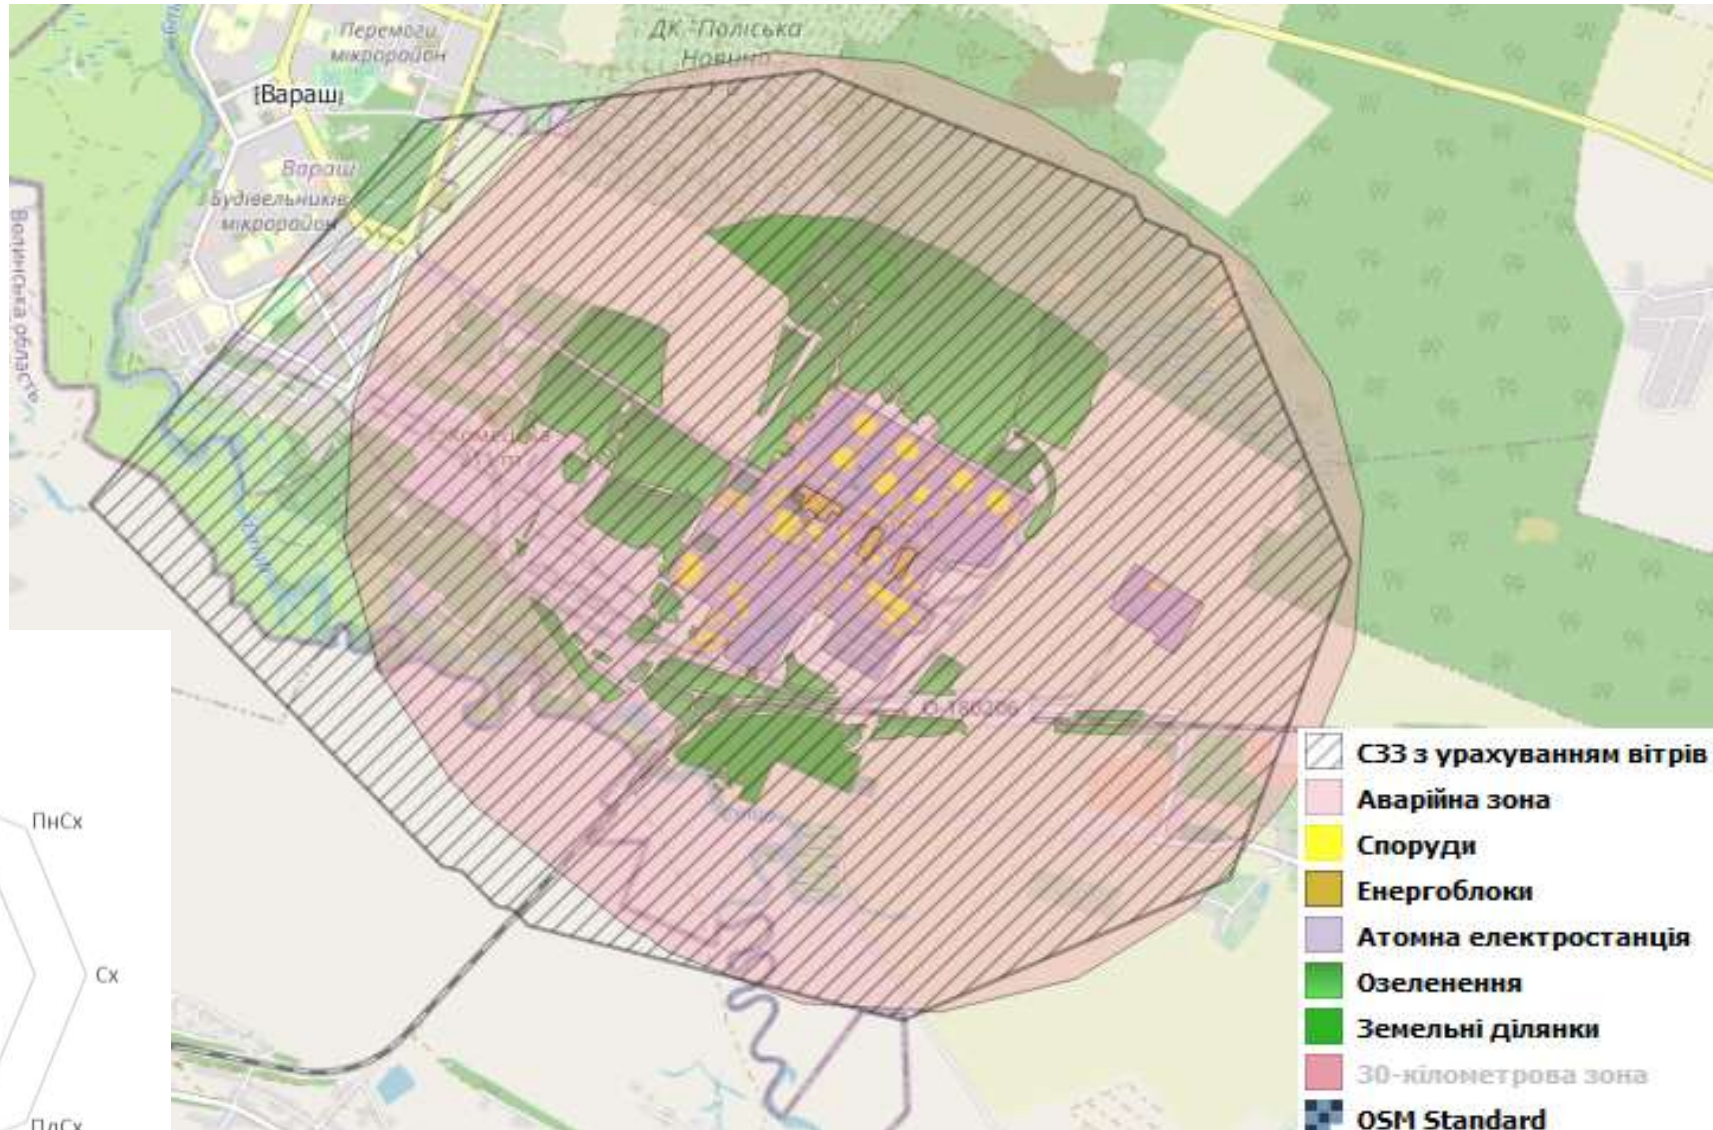 ДК "Поліська
Перемоги
мікрорайон
Вараш
Вараш
Будівельників
мікрорайон
Волинська область
О-180206
ПнСх
Сх
ПдСх
СЗЗ з урахуванням вітрів
Аварійна зона
Споруди
Енергоблоки
Атомна електростанція
Озеленення
Земельні ділянки
30-кілометрова зона
OSM Standard